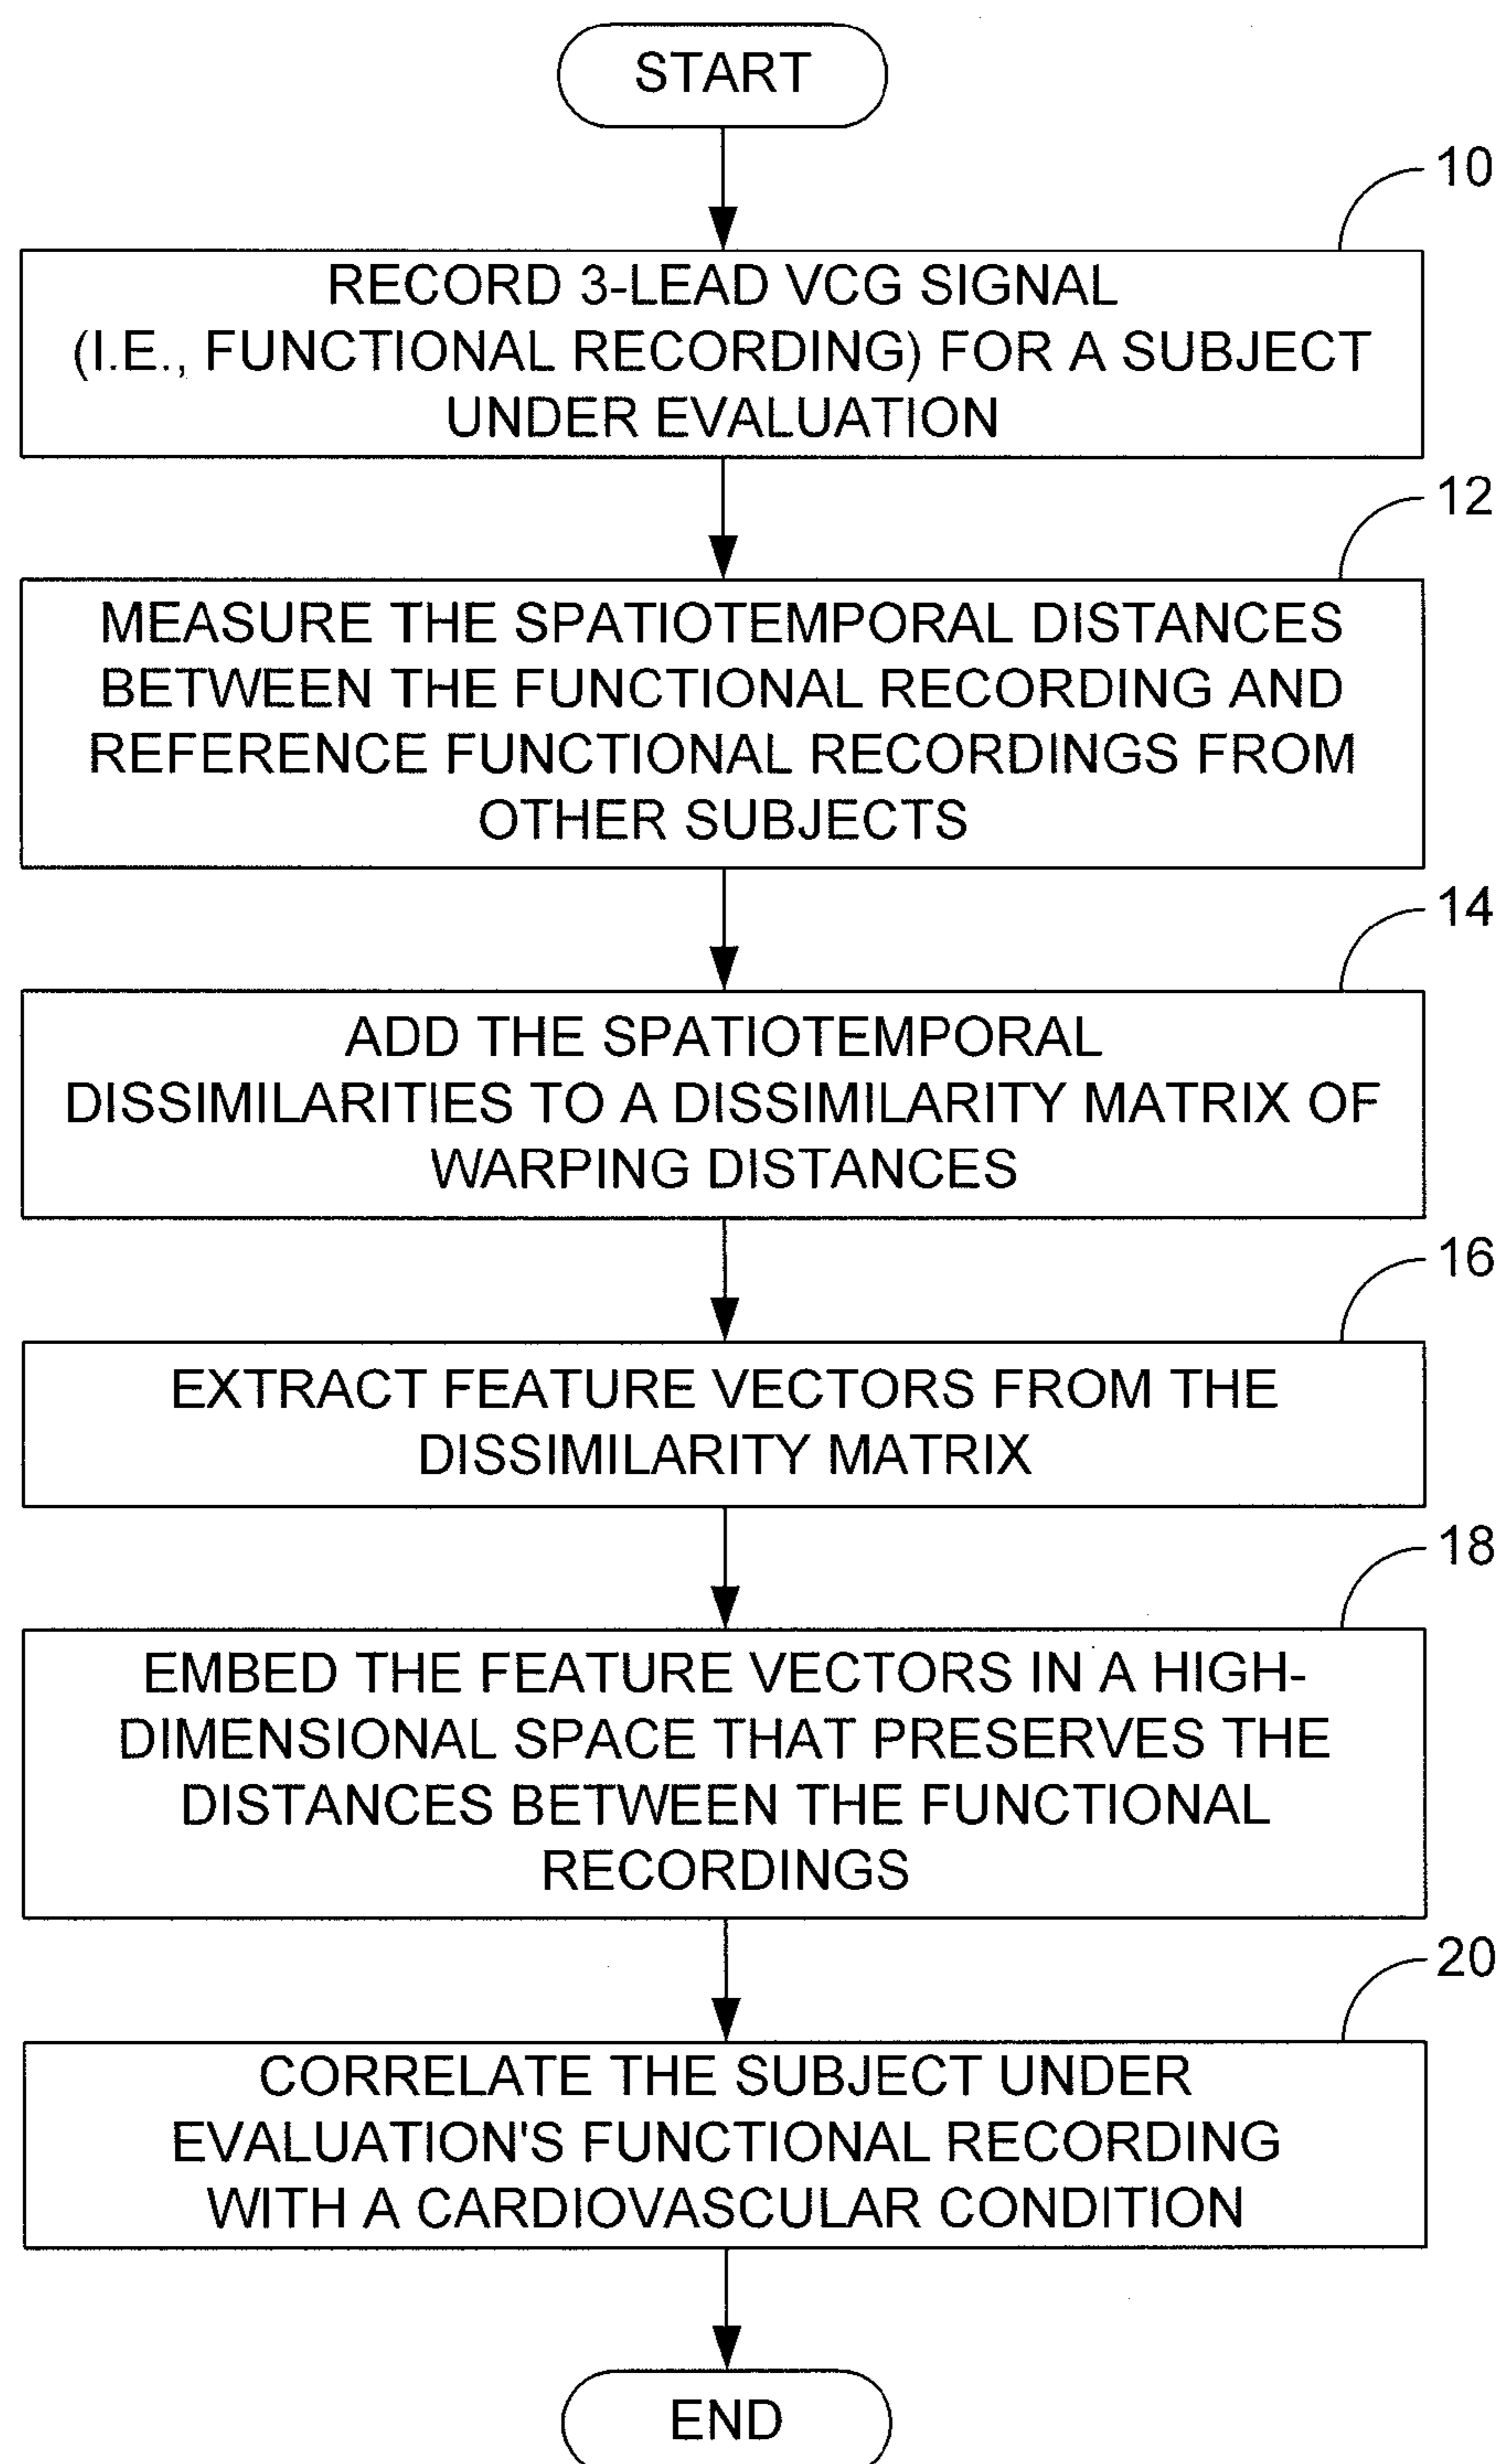 START
10
RECORD 3-LEAD VCG SIGNAL
(I.E., FUNCTIONAL RECORDING) FOR A SUBJECT
UNDER EVALUATION
12
MEASURE THE SPATIOTEMPORAL DISTANCES
BETWEEN THE FUNCTIONAL RECORDING AND
REFERENCE FUNCTIONAL RECORDINGS FROM
OTHER SUBJECTS
14
ADD THE SPATIOTEMPORAL
DISSIMILARITIES TO A DISSIMILARITY MATRIX OF
WARPING DISTANCES
16
EXTRACT FEATURE VECTORS FROM THE
DISSIMILARITY MATRIX
18
EMBED THE FEATURE VECTORS IN A HIGH-
DIMENSIONAL SPACE THAT PRESERVES THE
DISTANCES BETWEEN THE FUNCTIONAL
RECORDINGS
20
CORRELATE THE SUBJECT UNDER
EVALUATION'S FUNCTIONAL RECORDING
WITH A CARDIOVASCULAR CONDITION
END